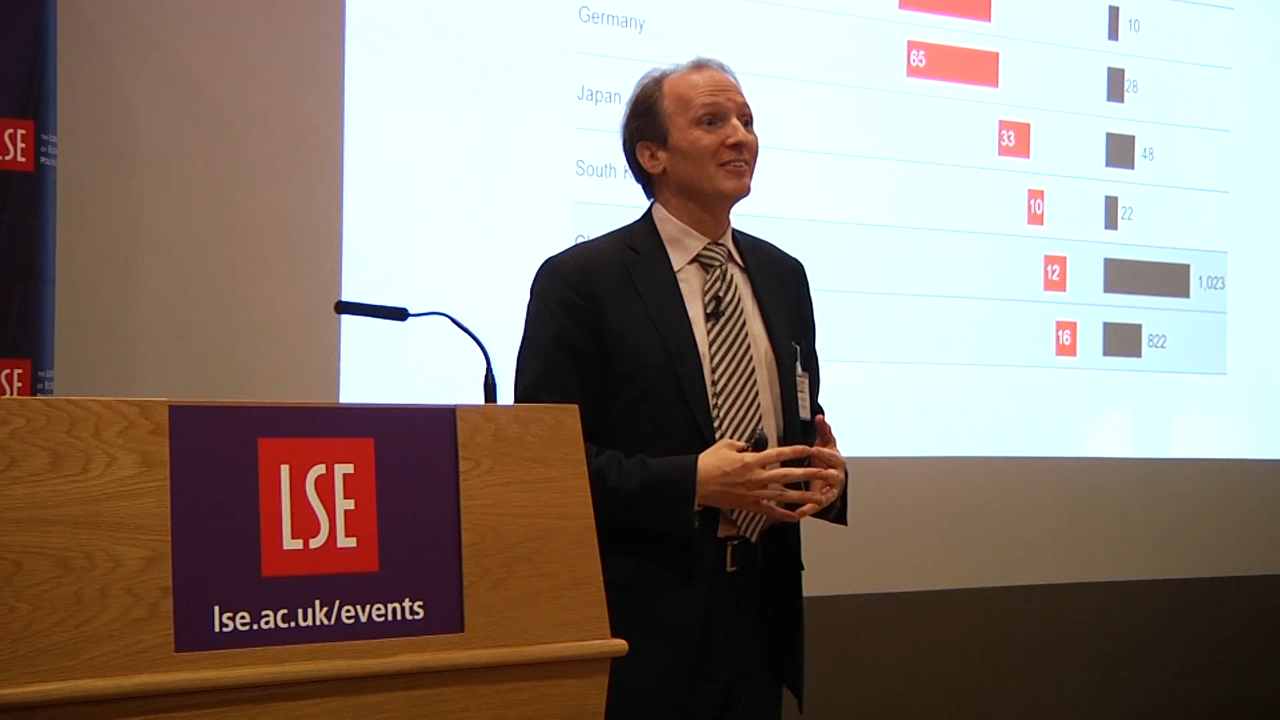 Germany
10
65
28
Japan
33
48
South K
10
22
12
1,023
16
822
LSE
LSE
LSE
lse.ac.uk/events